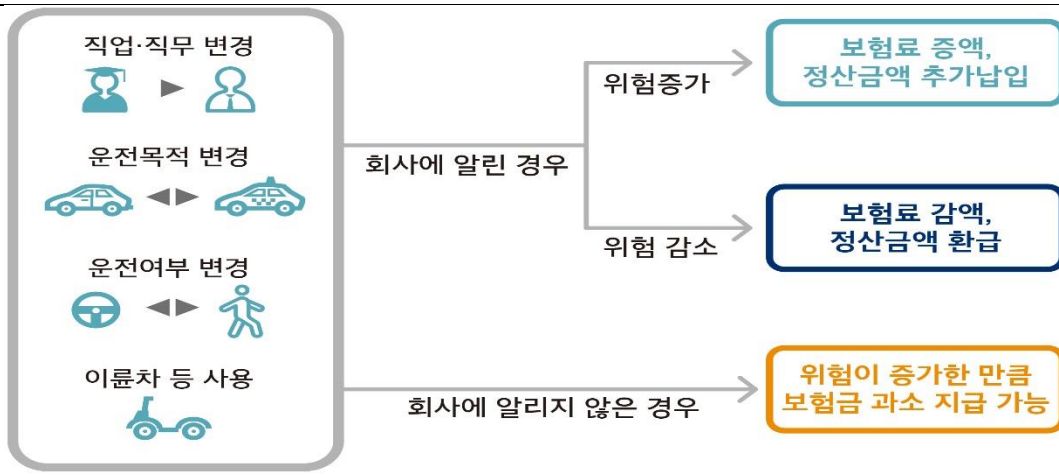 직업·직무 변경
운전목적 변경
운전여부 변경
이륜차 등 사용
회사에 알린 경우
위험증가
보험료 증액,
정산금액 추가납입
위험 감소
보험료 감액,
정산금액 환급
회사에 알리지 않은 경우
위험이 증가한 만큼
보험금 과소 지급 가능